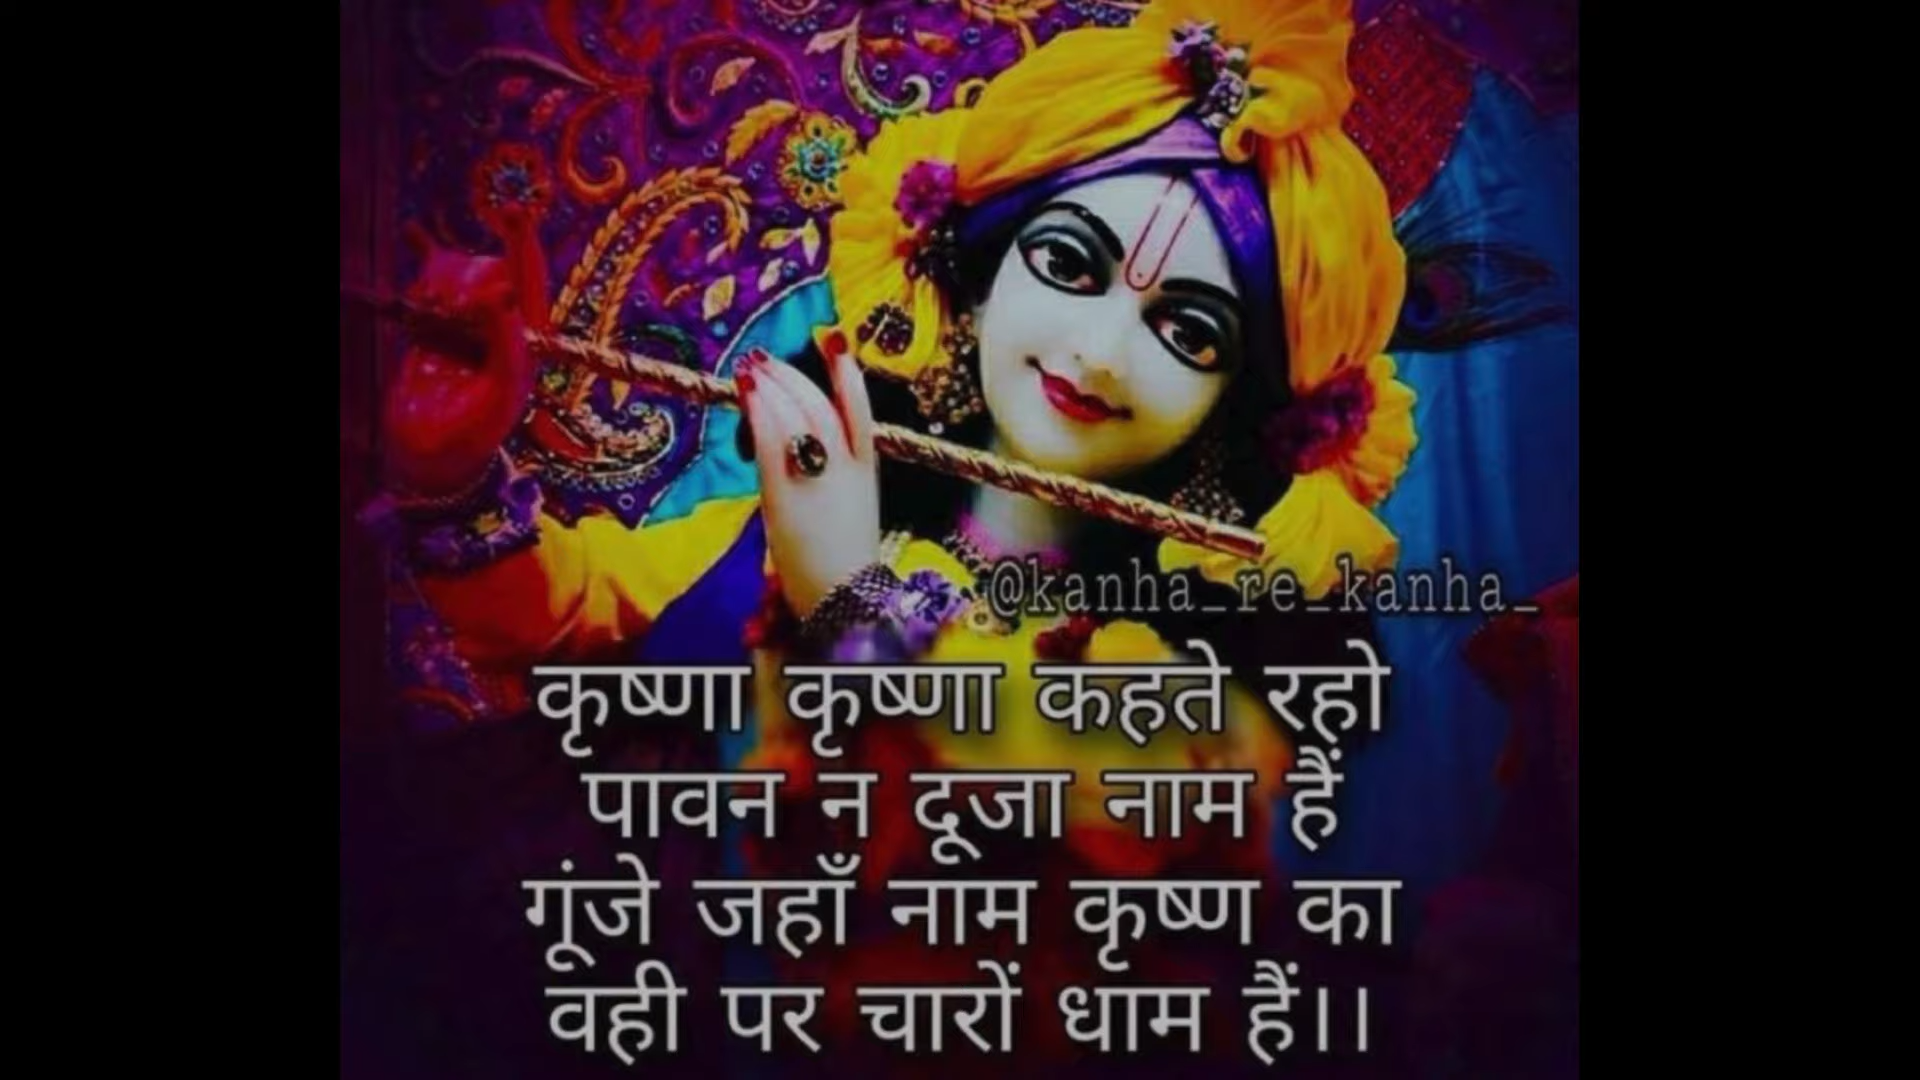 @kanha_re_kanha_
कृष्णा कृष्णा कहते रहो
पावन न दूजा नाम हैं
गूंजे जहाँ नाम कृष्ण का
वही पर चारों धाम हैं।।